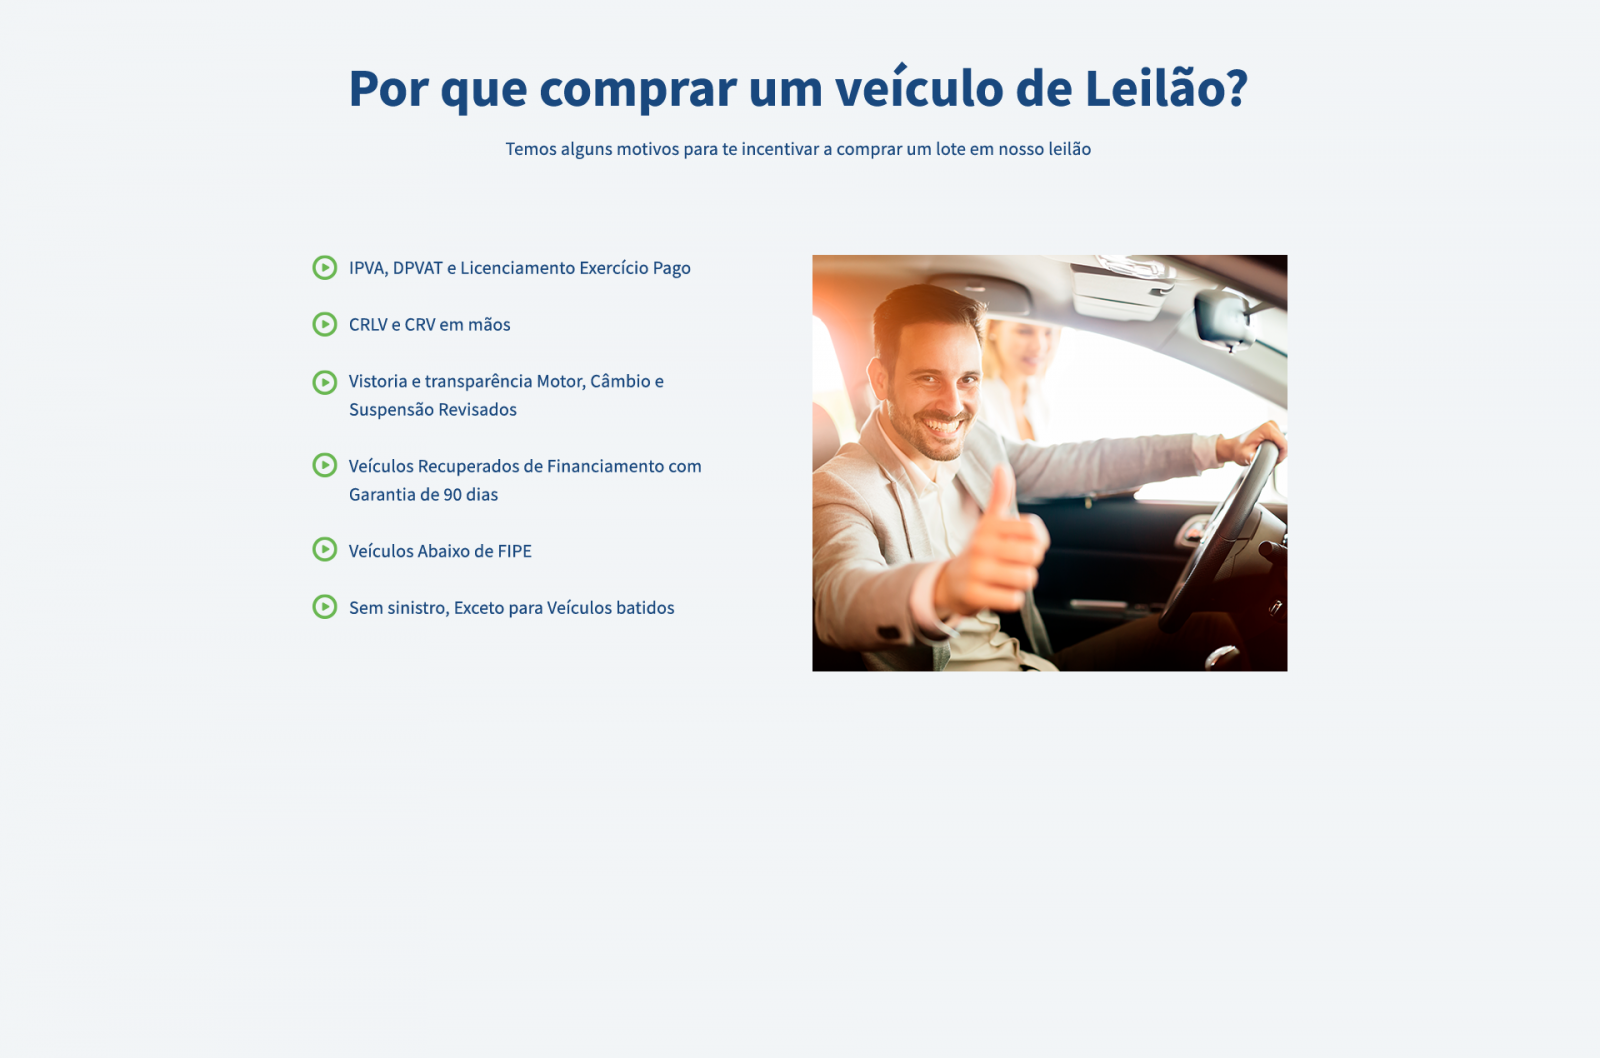 Por que comprar um veículo de Leilão?
Temos alguns motivos para te incentivar a comprar um lote em nosso leilão
IPVA, DPVAT e Licenciamento Exercício Pago
CRLV e CRV em mãos
Vistoria e transparência Motor, Câmbio e
Suspensão Revisados
Veículos Recuperados de Financiamento com
Garantia de 90 dias
Veículos Abaixo de FIPE
Sem sinistro, Exceto para Veículos batidos